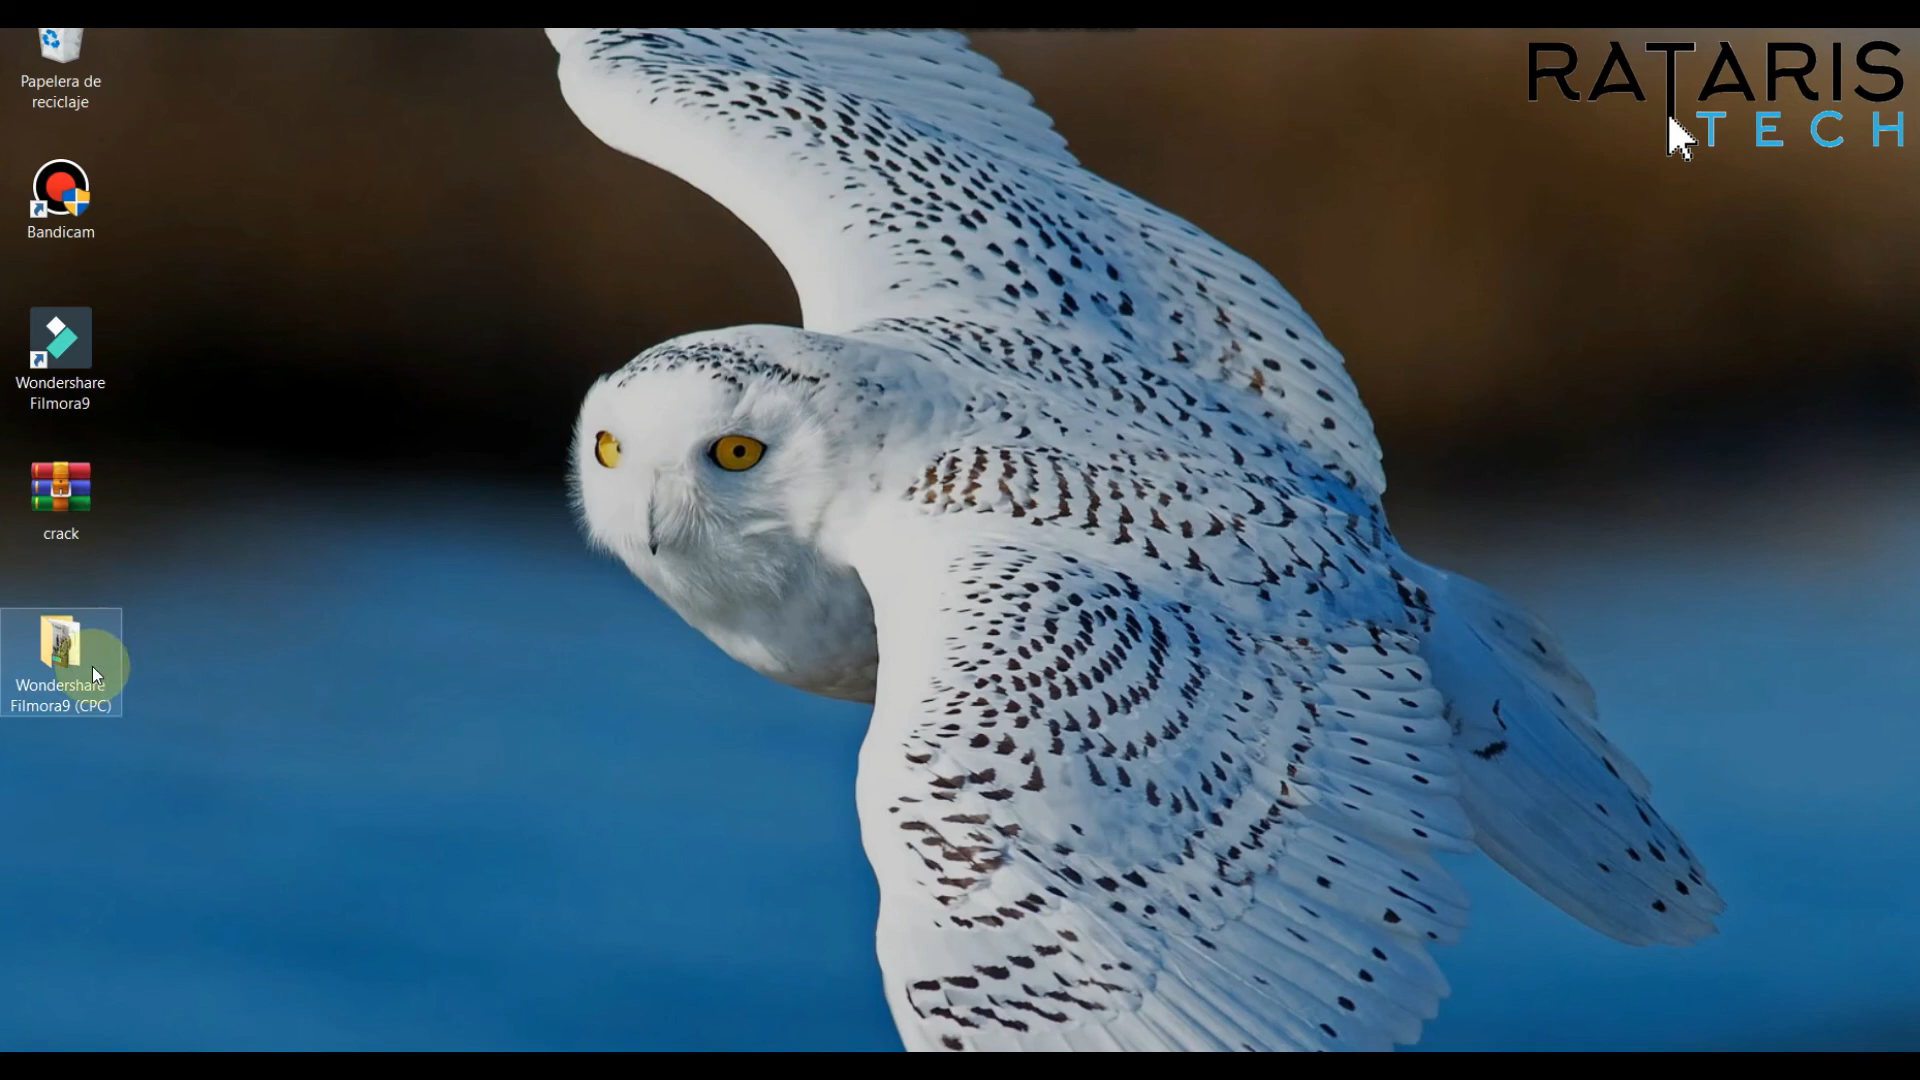 Papelera de
reciclaje
RATARIS
TECH
Bandicam
Wondershare
Filmora9
crack
Wondershare
Filmora9 (CPC)